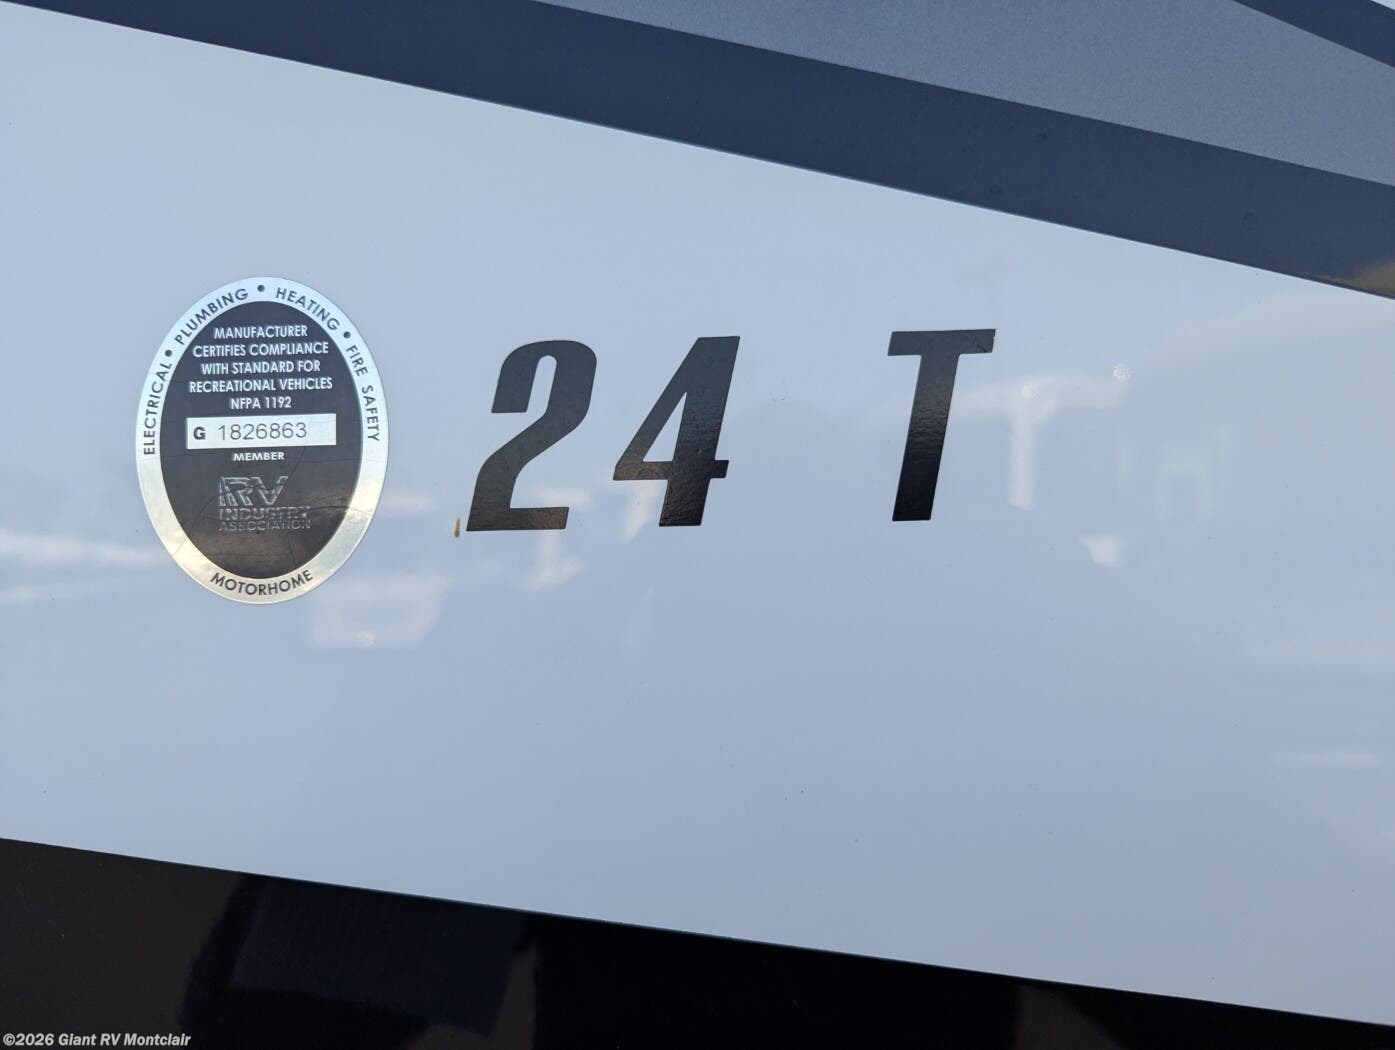 ELECTRICAL • PLUMBING • HEATING • FIRE SAFETY
MANUFACTURER
CERTIFIES COMPLIANCE
WITH STANDARD FOR
RECREATIONAL VEHICLES
NFPA 1192
G 1826863
MEMBER
RV
INDUSTRY
ASSOCIATION
MOTORHOME
24 T
©2026 Giant RV Montclair